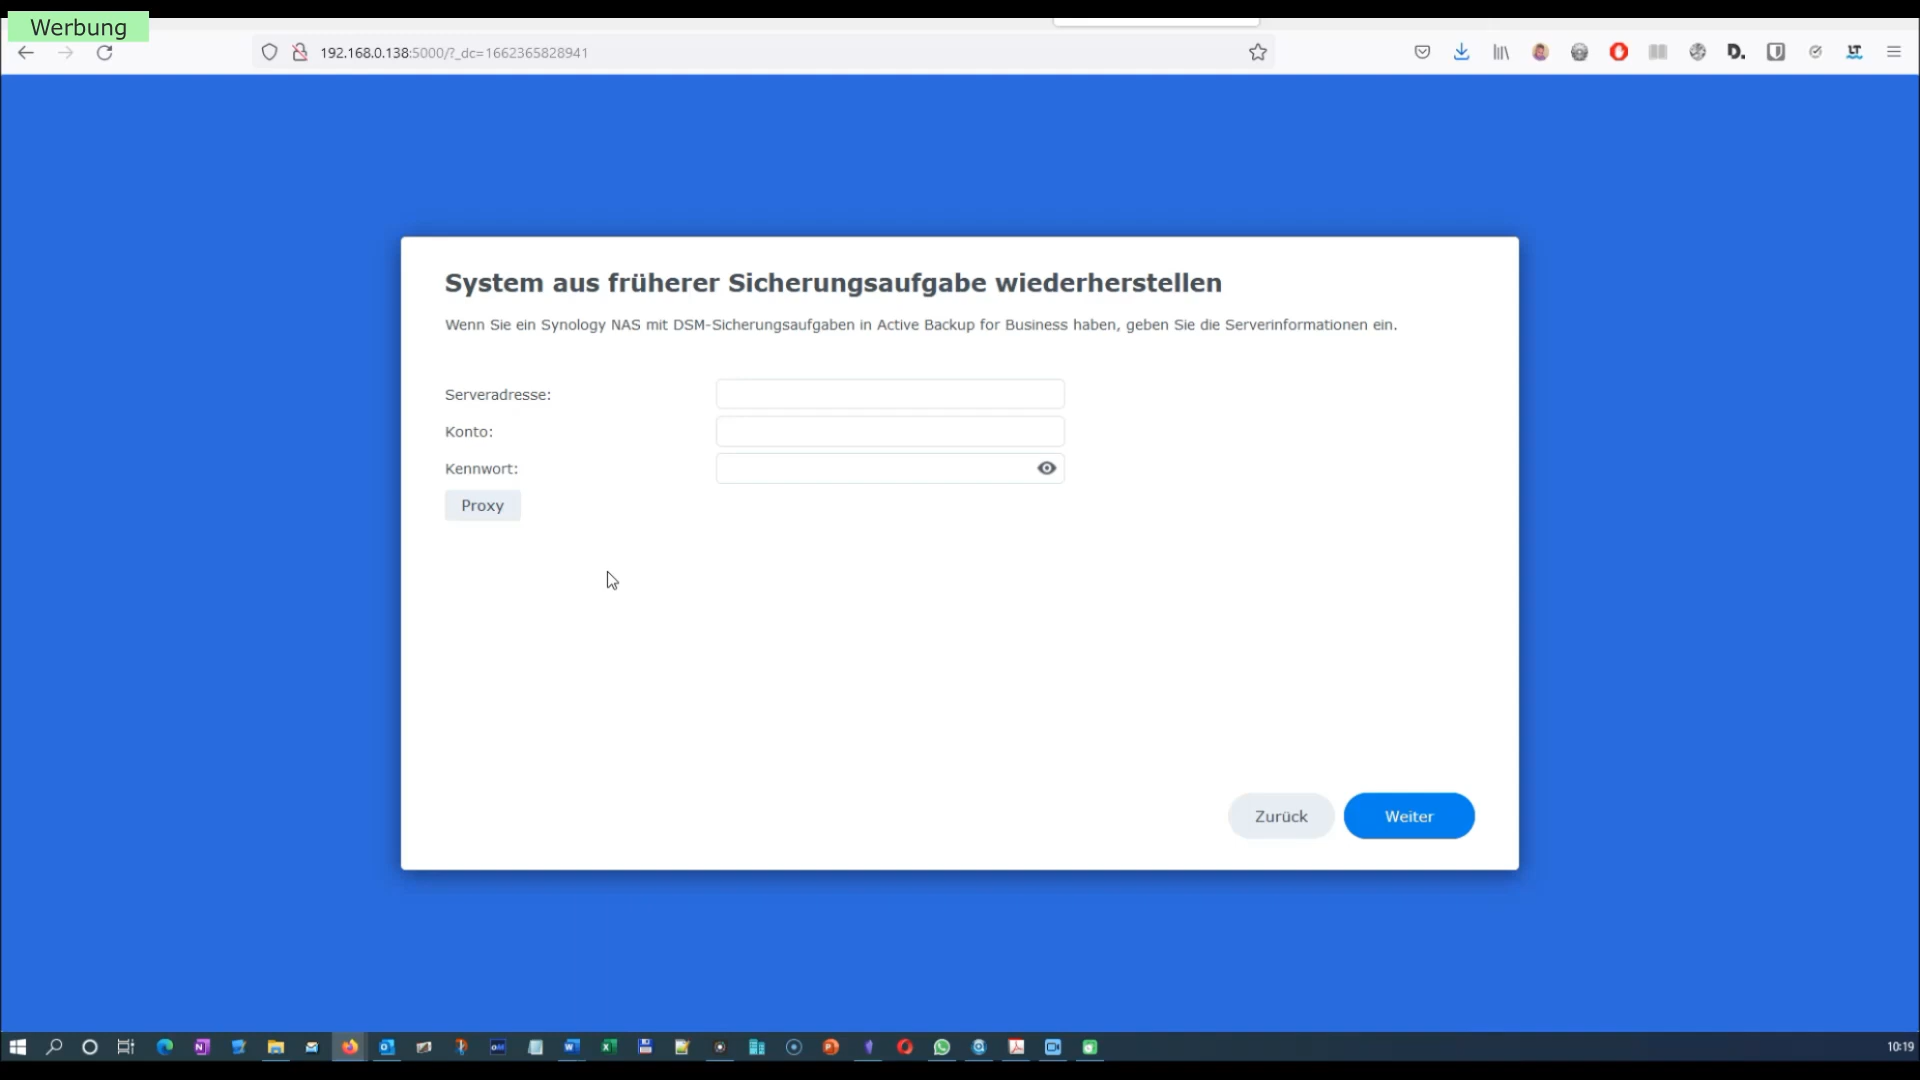 Werbung
192.168.0.138:5000/?_dc=1662365828941
System aus früherer Sicherungsaufgabe wiederherstellen
Wenn Sie ein Synology NAS mit DSM-Sicherungsaufgaben in Active Backup for Business haben, geben Sie die Serverinformationen ein.
Serveradresse:
Konto:
Kennwort:
Proxy
Zurück
Weiter
10:19